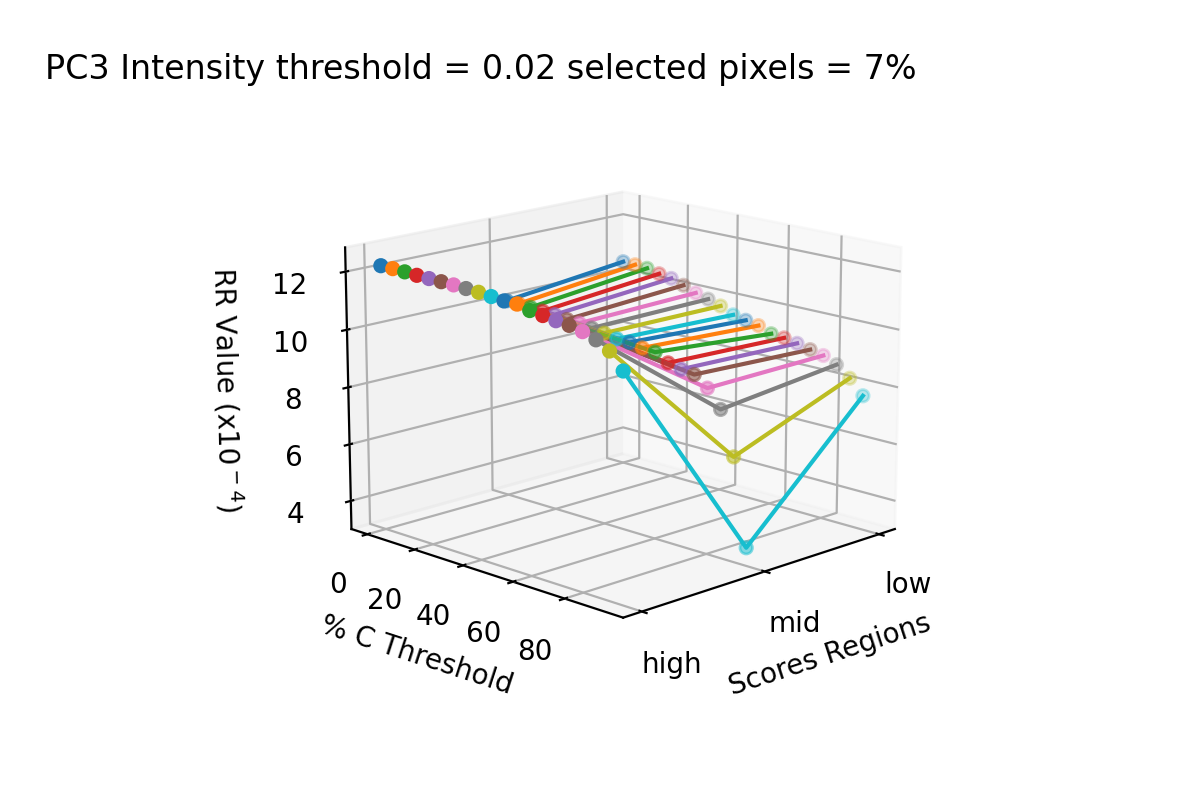 PC3 Intensity threshold = 0.02 selected pixels = 7%
RR Value (x10⁻⁴)
12
10
8
6
4
0
20
40
60
80
% C Threshold
high
mid
low
Scores Regions